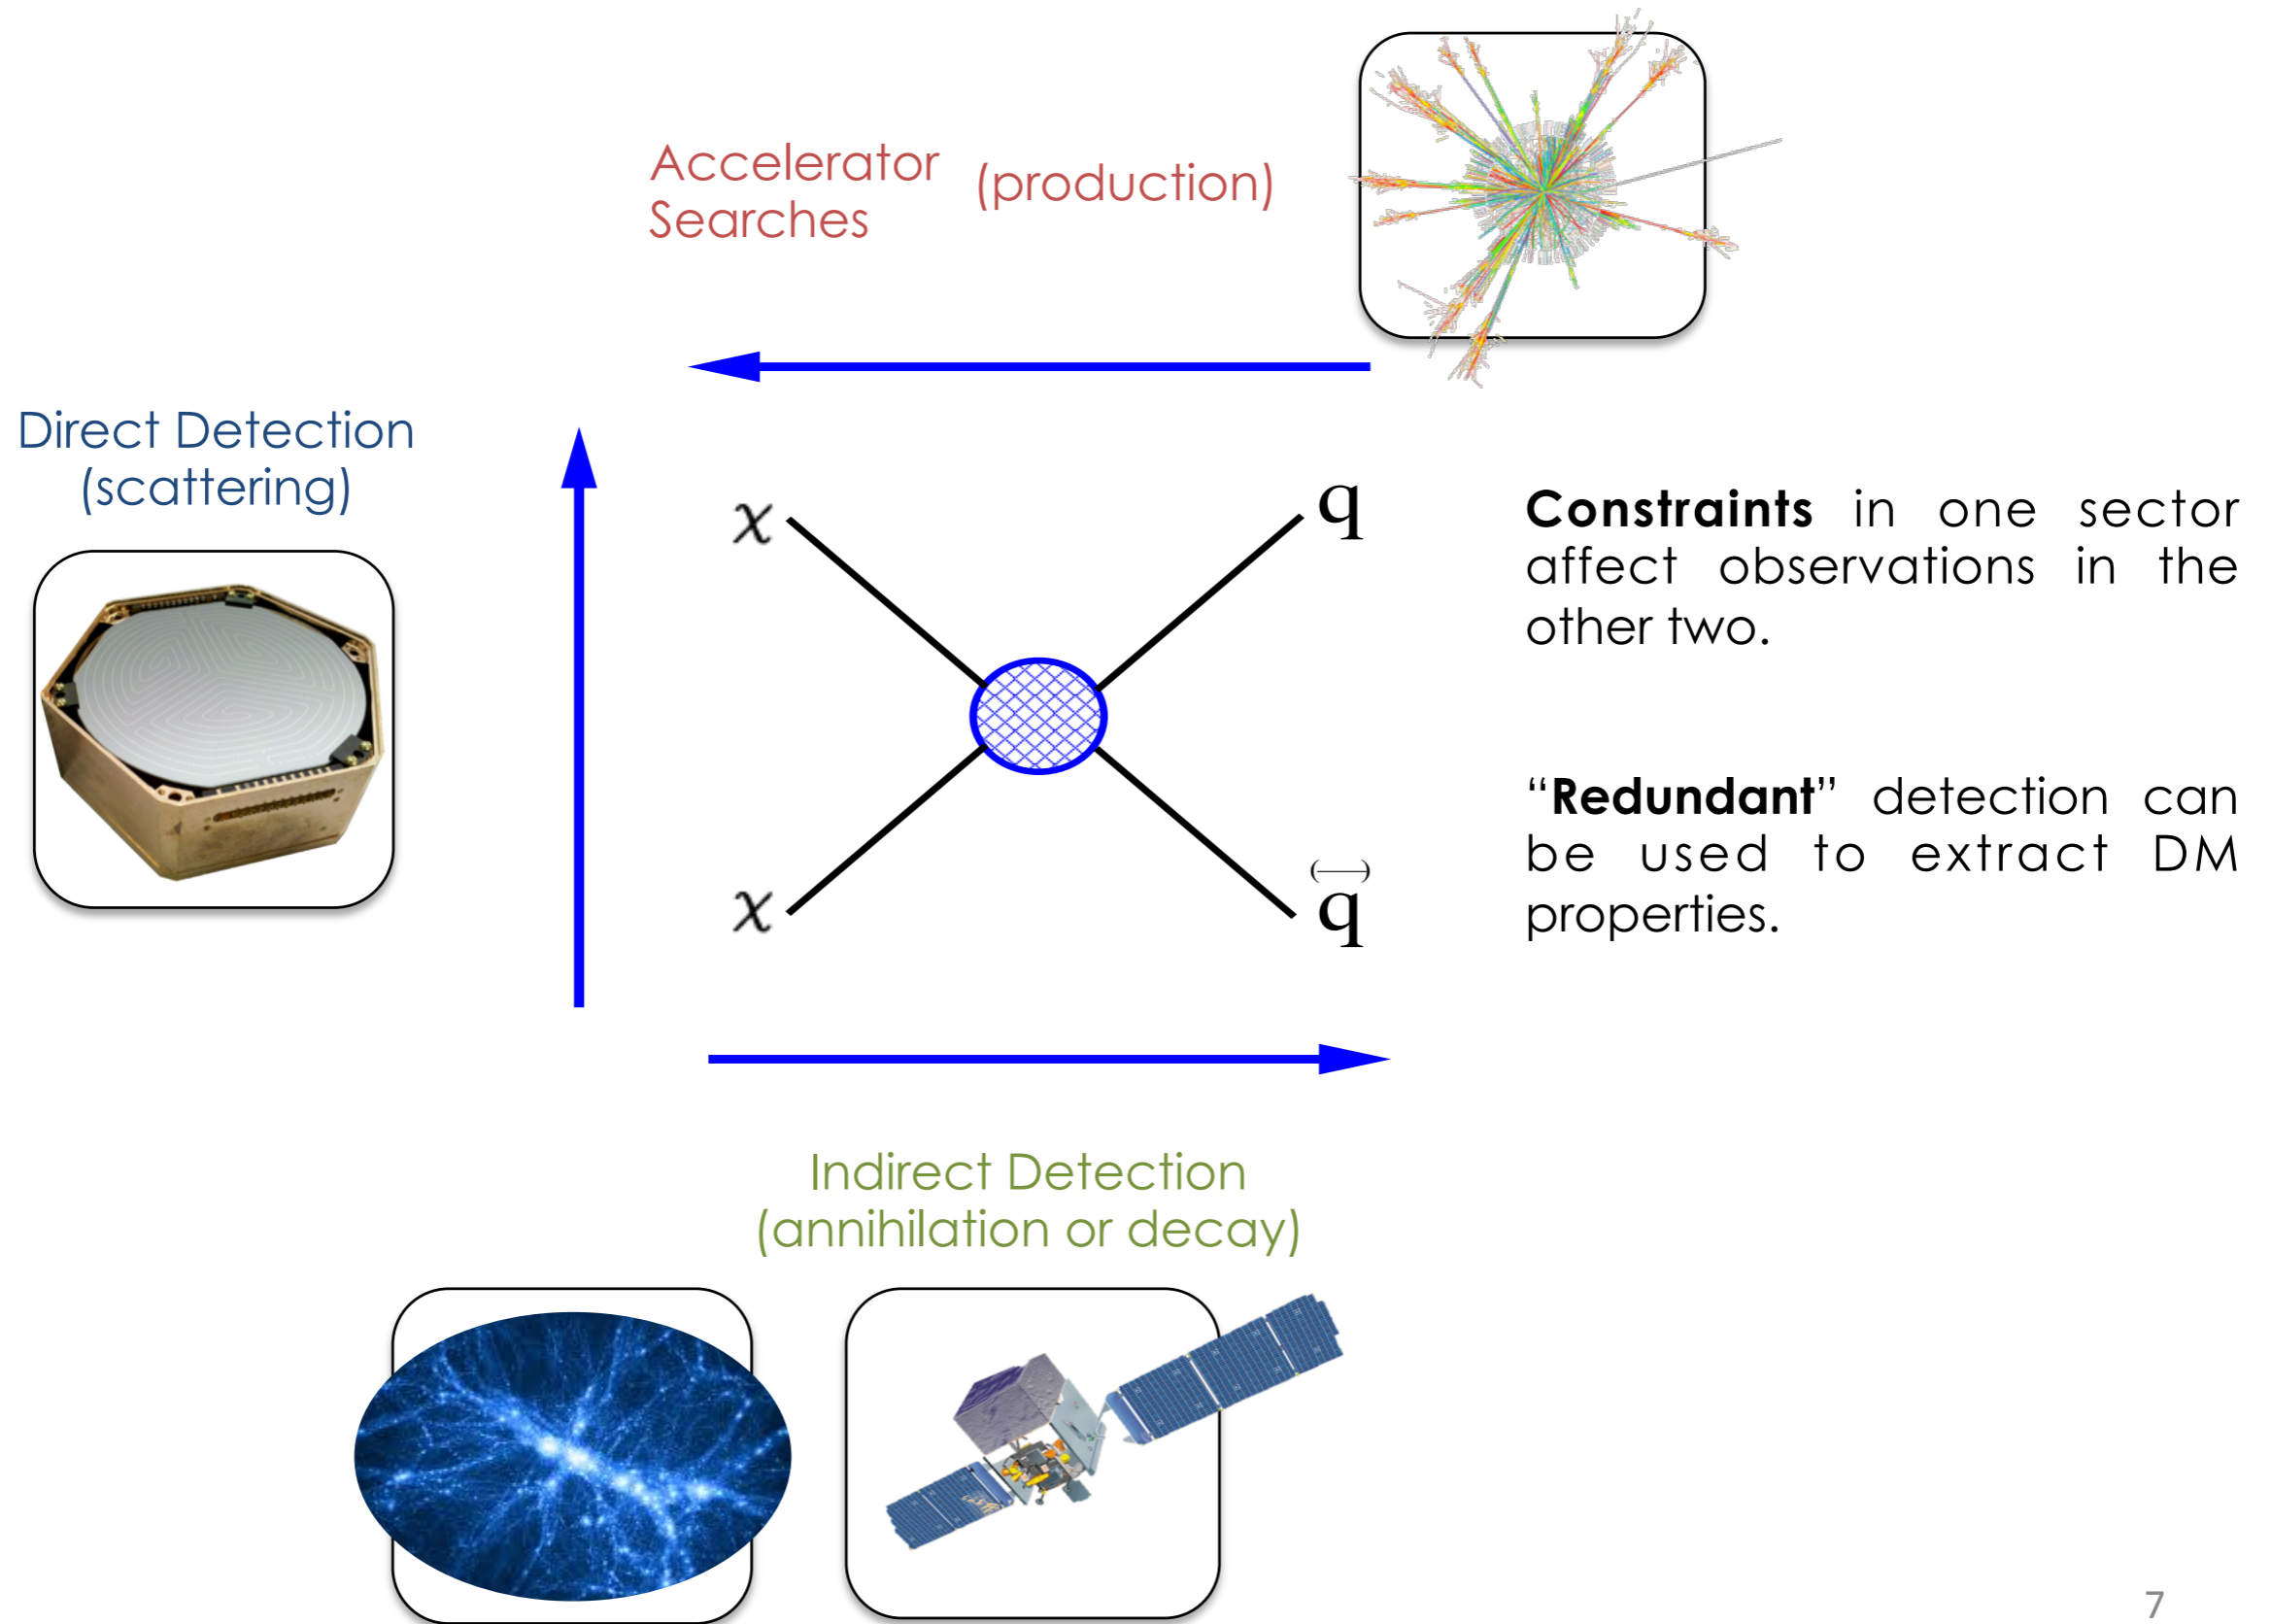 Accelerator (production)
Searches
Direct Detection
(scattering)
χ
q
Constraints in one sector
affect observations in the
other two.
“Redundant” detection can
be used to extract DM
properties.
χ
(—)
q
Indirect Detection
(annihilation or decay)
7